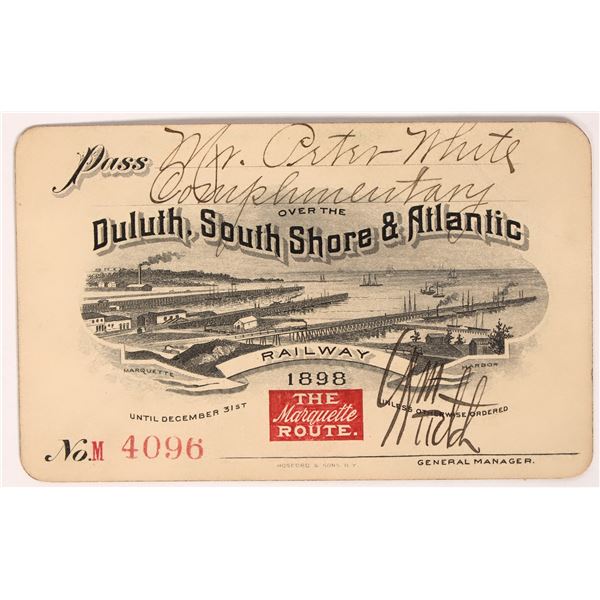 Pass Mr. Peter White
Complimentary
OVER THE
Duluth, South Shore & Atlantic
RAILWAY
MARQUETTE
HARBOR
1898
UNTIL DECEMBER 31ST
UNLESS OTHERWISE ORDERED
THE
Marquette
ROUTE.
No. M 4096
HOSFORD & SONS, N.Y.
GENERAL MANAGER.